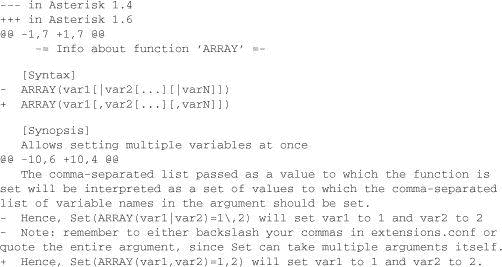 --- in Asterisk 1.4
+++ in Asterisk 1.6
@@ -1,7 +1,7 @@
     -= Info about function ‘ARRAY’ =-

   [Syntax]
-  ARRAY(var1[|var2[...][|varN]])
+  ARRAY(var1[,var2[...][,varN]])

   [Synopsis]
   Allows setting multiple variables at once
@@ -10,6 +10,4 @@
   The comma-separated list passed as a value to which the function is
set will be interpreted as a set of values to which the comma-separated
list of variable names in the argument should be set.
-  Hence, Set(ARRAY(var1|var2)=1\,2) will set var1 to 1 and var2 to 2
-  Note: remember to either backslash your commas in extensions.conf or
quote the entire argument, since Set can take multiple arguments itself.
+  Hence, Set(ARRAY(var1,var2)=1,2) will set var1 to 1 and var2 to 2.